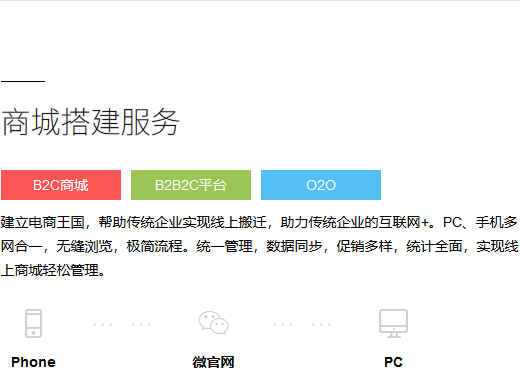 商城搭建服务
B2C商城 B2B2C平台 O2O
建立电商王国，帮助传统企业实现线上搬迁，助力传统企业的互联网+。PC、手机多
网合一，无缝浏览，极简流程。统一管理，数据同步，促销多样，统计全面，实现线
上商城轻松管理。
Phone 微官网 PC